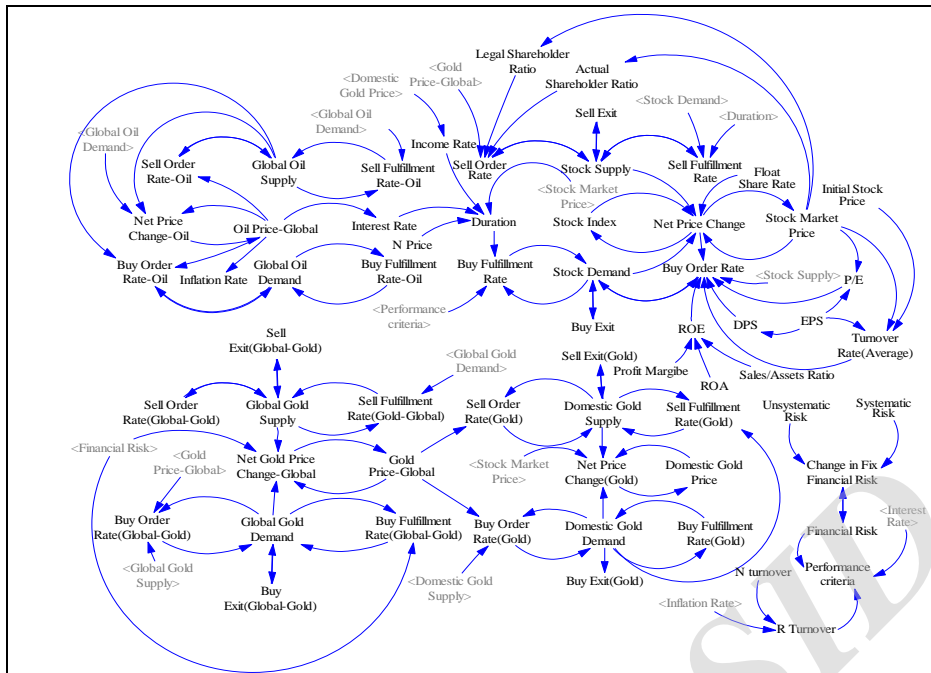 Legal Shareholder
Ratio
Actual
Shareholder Ratio
<Gold
Price-Global>
<Domestic
Gold Price>
<Global Oil
Demand>
<Global Oil
Demand>
Income Rate
Sell Exit
<Stock Demand>
<Duration>
Sell Order
Rate-Oil
Global Oil
Supply
Sell Fulfillment
Rate-Oil
Sell Order
Rate
Stock Supply
Sell Fulfillment
Rate
Float
Share Rate
Initial Stock
Price
<Stock Market
Price>
Net Price
Change-Oil
Oil Price-Global
Interest Rate
Duration
Stock Index
Net Price Change
Stock Market
Price
N Price
Buy Order
Rate-Oil
Inflation Rate
Global Oil
Demand
Buy Fulfillment
Rate-Oil
Buy Fulfillment
Rate
Stock Demand
Buy Order Rate
<Stock Supply>
P/E
<Performance
criteria>
Buy Exit
ROE
DPS
EPS
Turnover
Rate(Average)
Sell
Exit(Global-Gold)
<Global Gold
Demand>
Sell Exit(Gold)
Profit Margibe
ROA
Sales/Assets Ratio
Sell Order
Rate(Global-Gold)
Global Gold
Supply
Sell Fulfillment
Rate(Gold-Global)
Sell Order
Rate(Gold)
Domestic Gold
Supply
Sell Fulfillment
Rate(Gold)
Unsystematic
Risk
Systematic
Risk
<Financial Risk>
<Gold
Price-Global>
Net Gold Price
Change-Global
Gold
Price-Global
<Stock Market
Price>
Net Price
Change(Gold)
Domestic Gold
Price
Change in Fix
Financial Risk
Buy Order
Rate(Global-Gold)
Global Gold
Demand
Buy Fulfillment
Rate(Global-Gold)
Buy Order
Rate(Gold)
Domestic Gold
Demand
Buy Fulfillment
Rate(Gold)
Financial Risk
<Interest
Rate>
<Global Gold
Supply>
Buy
Exit(Global-Gold)
<Domestic Gold
Supply>
Buy Exit(Gold)
N turnover
Performance
criteria
<Inflation Rate>
R Turnover
SID